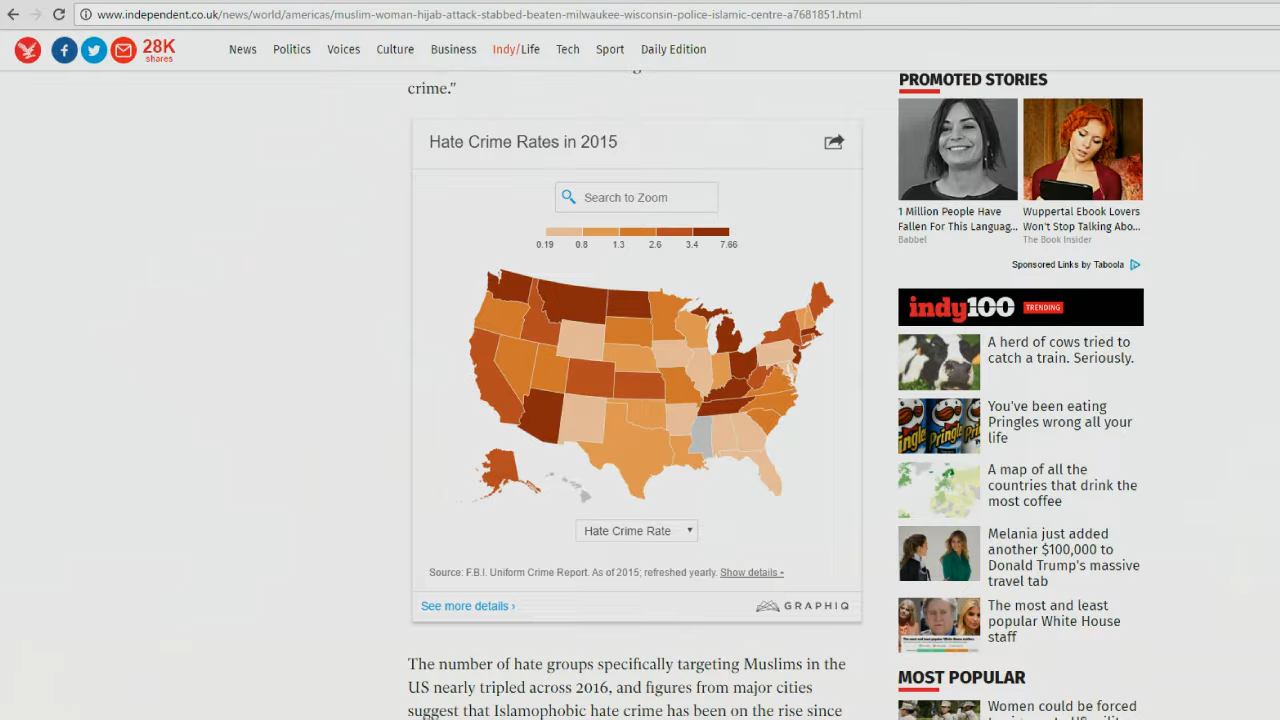 www.independent.co.uk/news/world/americas/muslim-woman-hijab-attack-stabbed-beaten-milwaukee-wisconsin-police-islamic-centre-a7681851.html
28K
shares
News Politics Voices Culture Business Indy/Life Tech Sport Daily Edition
crime."
Hate Crime Rates in 2015
Search to Zoom
0.19 0.8 1.3 2.6 3.4 7.66
Hate Crime Rate
Source: F.B.I. Uniform Crime Report. As of 2015; refreshed yearly. Show details
See more details ›
GRAPHIQ
The number of hate groups specifically targeting Muslims in the
US nearly tripled across 2016, and figures from major cities
suggest that Islamophobic hate crime has been on the rise since
PROMOTED STORIES
1 Million People Have
Fallen For This Languag...
Babbel
Wuppertal Ebook Lovers
Won't Stop Talking Abo...
The Book Insider
Sponsored Links by Taboola
indy100 TRENDING
A herd of cows tried to
catch a train. Seriously.
You've been eating
Pringles wrong all your
life
A map of all the
countries that drink the
most coffee
Melania just added
another $100,000 to
Donald Trump's massive
travel tab
The most and least
popular White House
staff
MOST POPULAR
Women could be forced